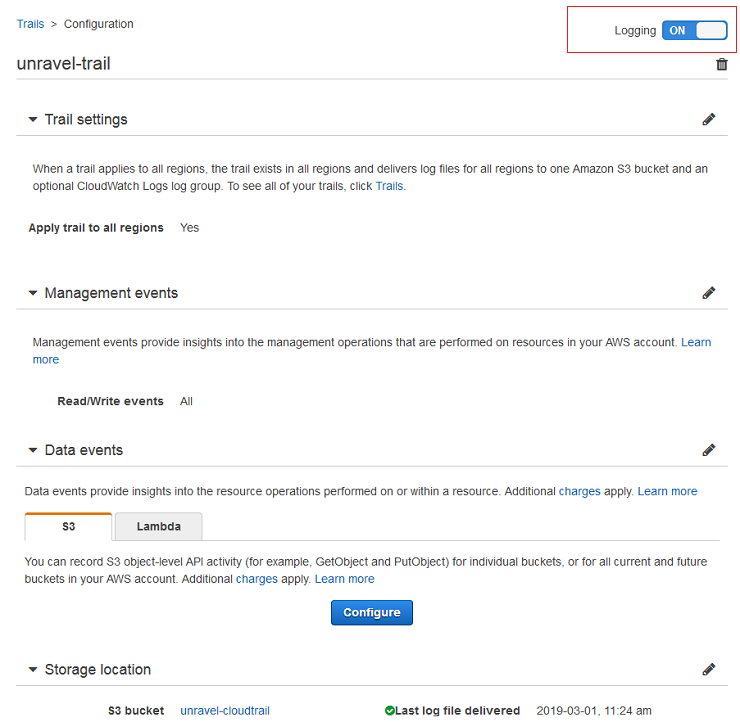 Trails > Configuration
Logging ON
unravel-trail
Trail settings
When a trail applies to all regions, the trail exists in all regions and delivers log files for all regions to one Amazon S3 bucket and an
optional CloudWatch Logs log group. To see all of your trails, click Trails.
Apply trail to all regions Yes
Management events
Management events provide insights into the management operations that are performed on resources in your AWS account. Learn
more
Read/Write events All
Data events
Data events provide insights into the resource operations performed on or within a resource. Additional charges apply. Learn more
S3 Lambda
You can record S3 object-level API activity (for example, GetObject and PutObject) for individual buckets, or for all current and future
buckets in your AWS account. Additional charges apply. Learn more
Configure
Storage location
S3 bucket unravel-cloudtrail Last log file delivered 2019-03-01, 11:24 am